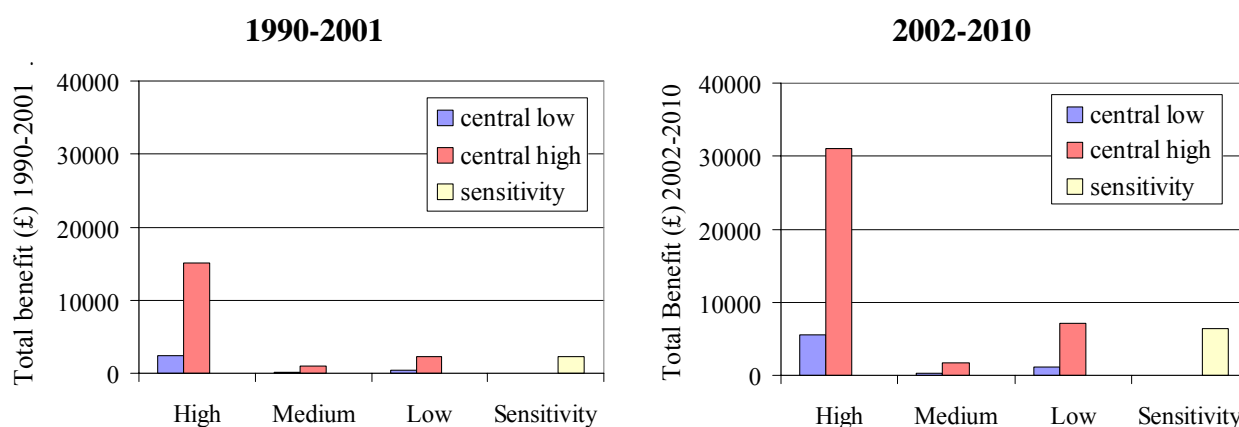 1990-2001
Total benefit (£) 1990-2001 .
40000
30000
20000
10000
0
central low
central high
sensitivity
High Medium Low Sensitivity
2002-2010
Total Benefit (£) 2002-2010
40000
30000
20000
10000
0
central low
central high
sensitivity
High Medium Low Sensitivity